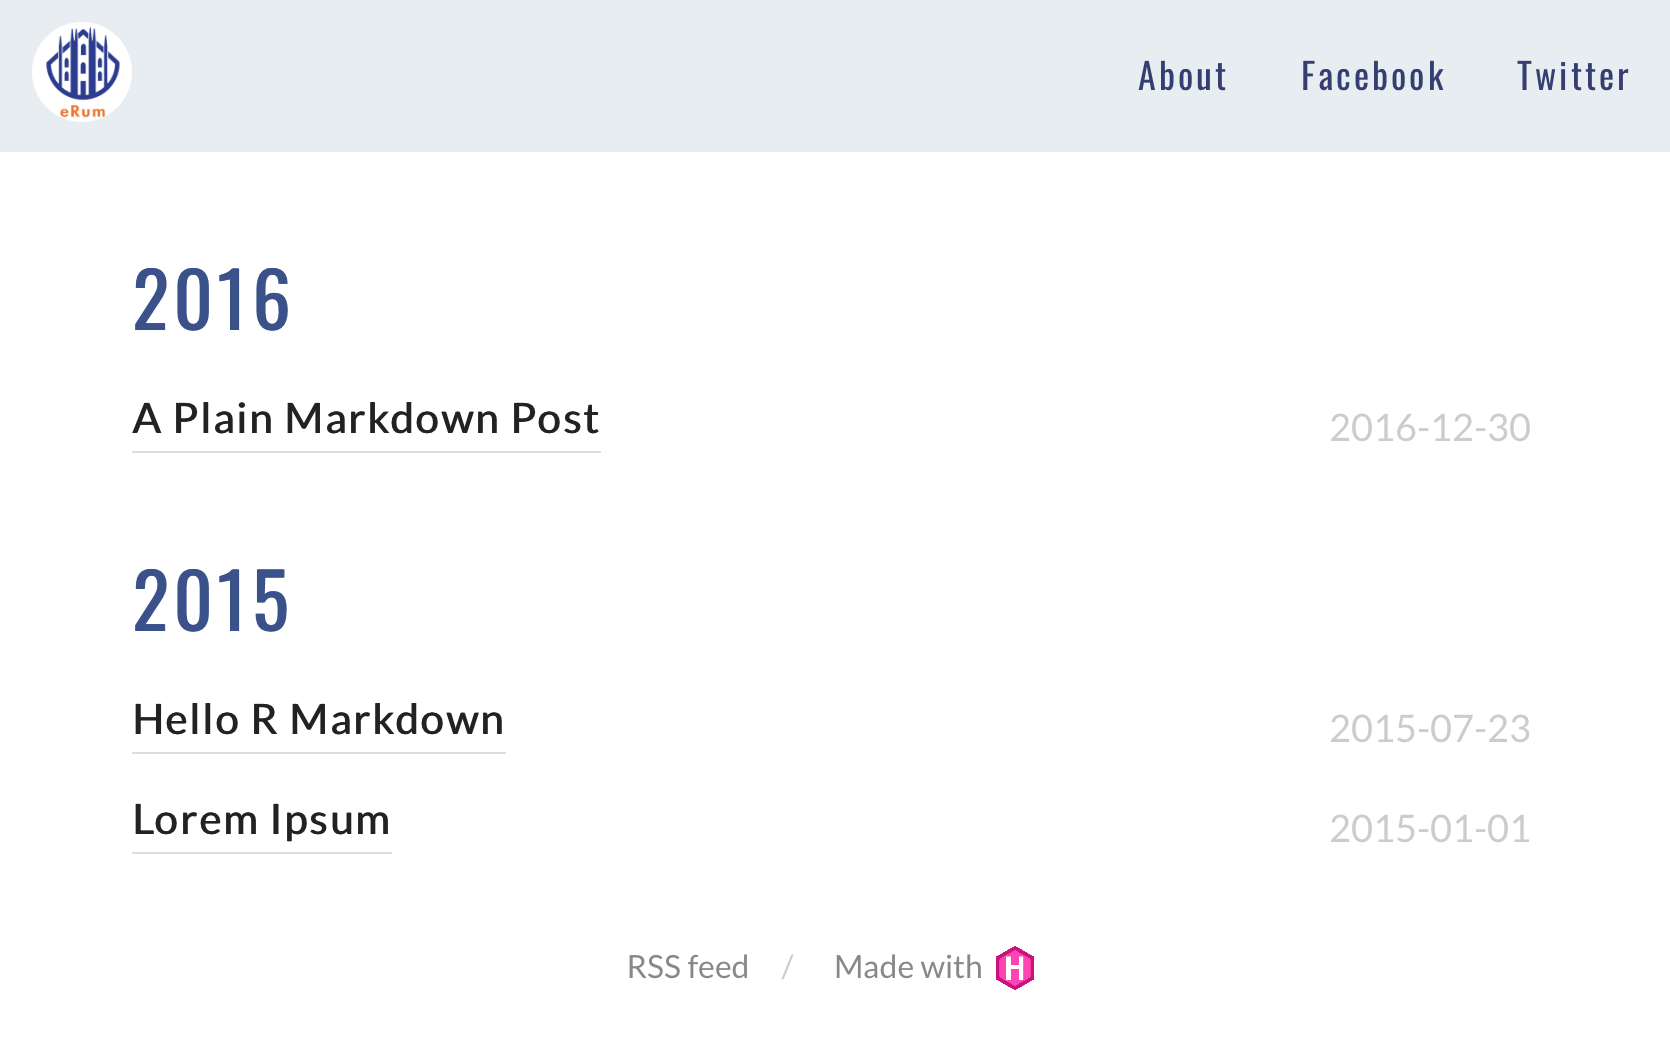 eRum
About Facebook Twitter
2016
A Plain Markdown Post 2016-12-30
2015
Hello R Markdown 2015-07-23
Lorem Ipsum 2015-01-01
RSS feed / Made with H